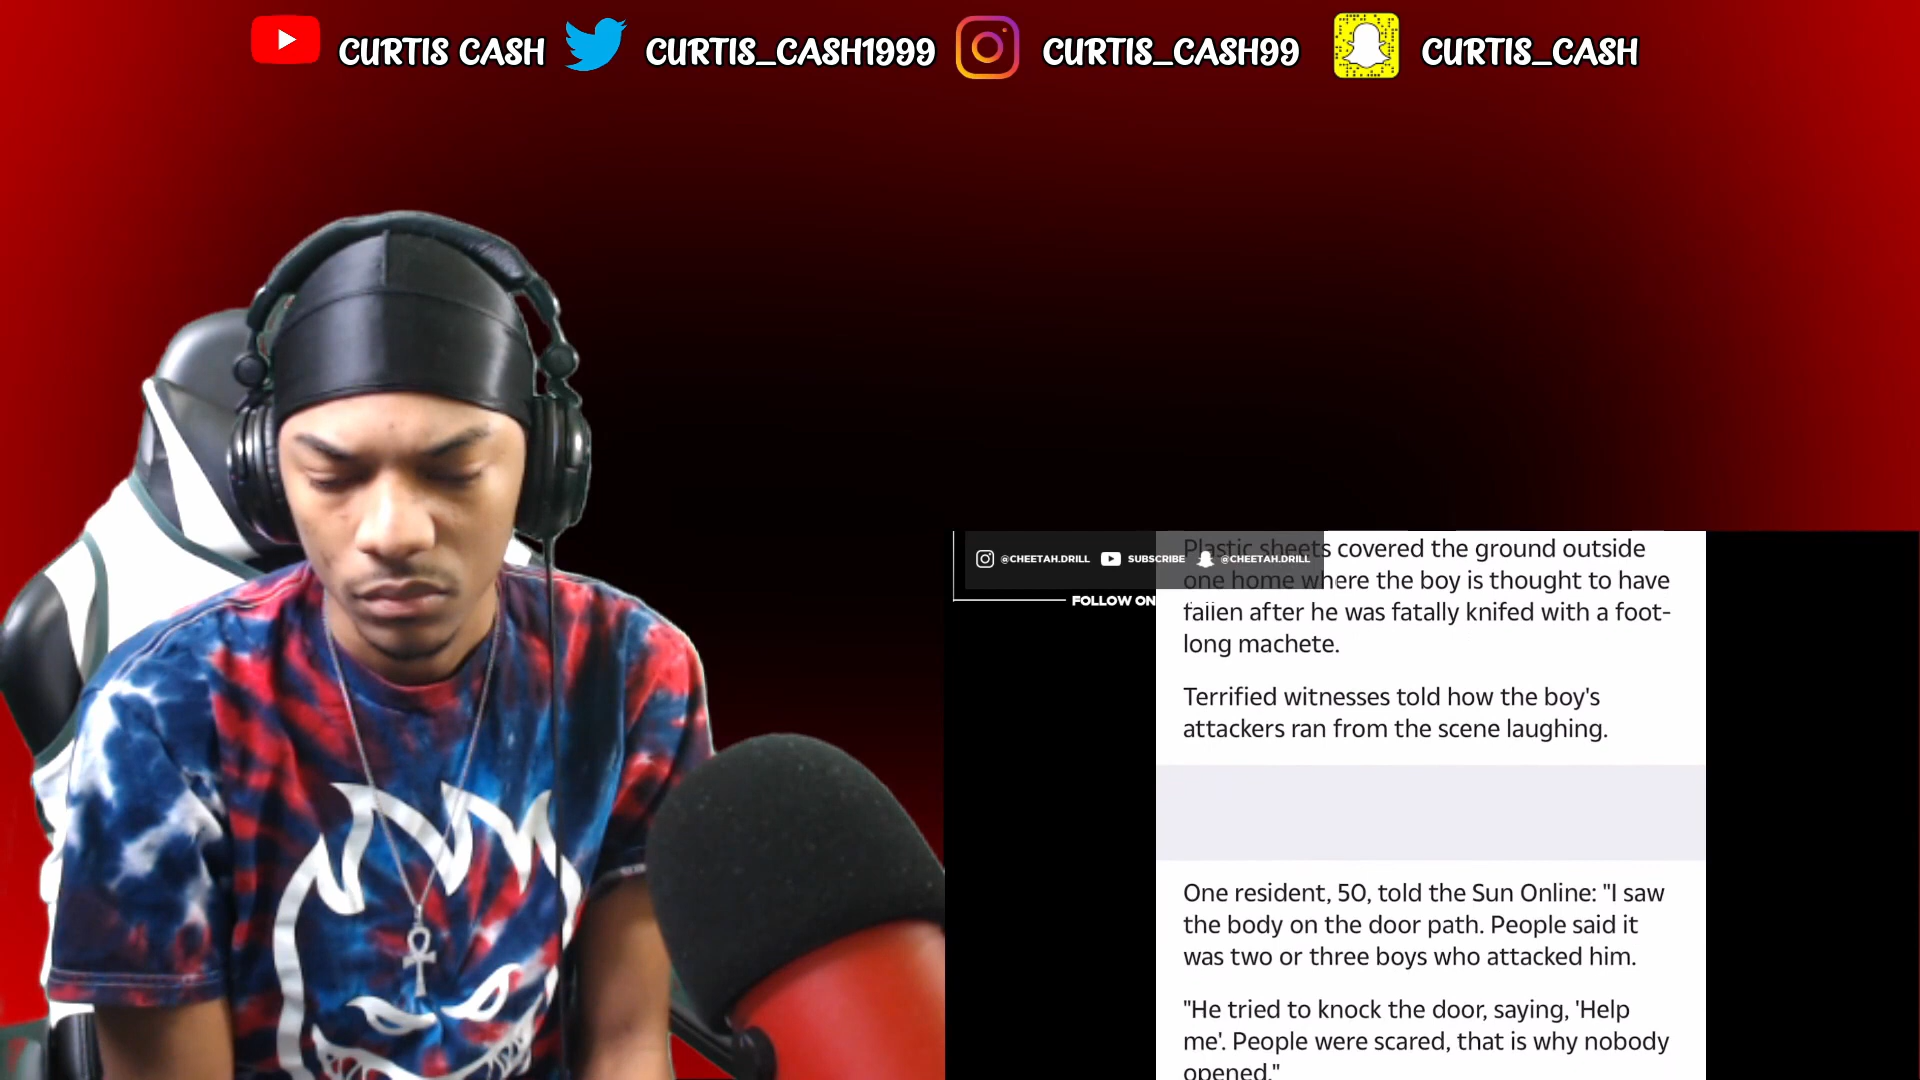 CURTIS CASH CURTIS_CASH1999 CURTIS_CASH99 CURTIS_CASH
@CHEETAH.DRILL SUBSCRIBE @CHEETAH.DRILL
FOLLOW ON
Plastic sheets covered the ground outside
one home where the boy is thought to have
fallen after he was fatally knifed with a foot-
long machete.
Terrified witnesses told how the boy's
attackers ran from the scene laughing.
One resident, 50, told the Sun Online: "I saw
the body on the door path. People said it
was two or three boys who attacked him.
"He tried to knock the door, saying, 'Help
me'. People were scared, that is why nobody
opened."